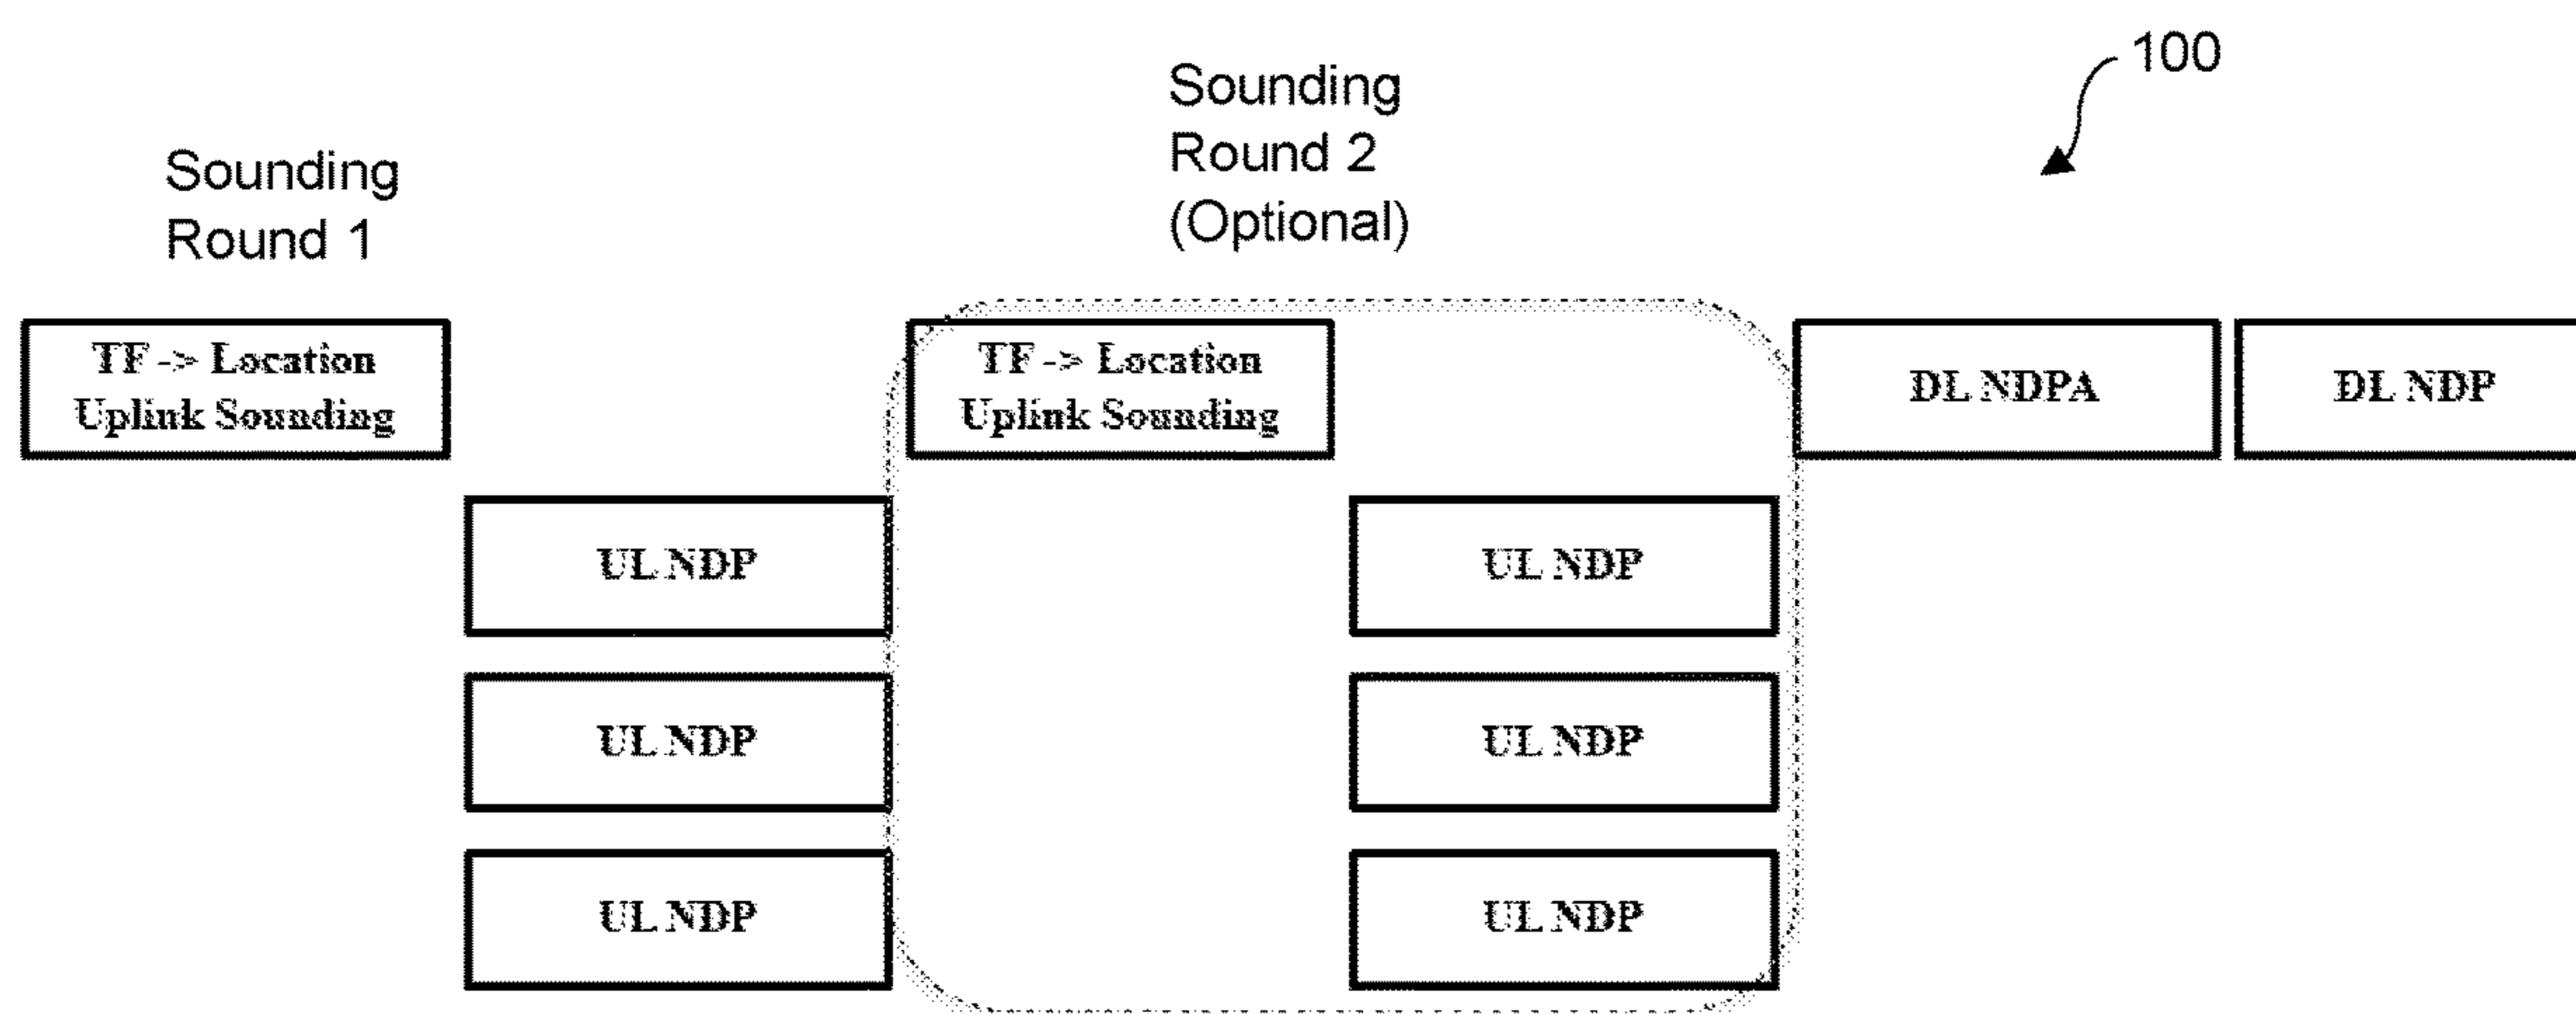 100
Sounding
Round 1
Sounding
Round 2
(Optional)
TF -> Location
Uplink Sounding
TF -> Location
Uplink Sounding
DL NDPA
DL NDP
UL NDP
UL NDP
UL NDP
UL NDP
UL NDP
UL NDP